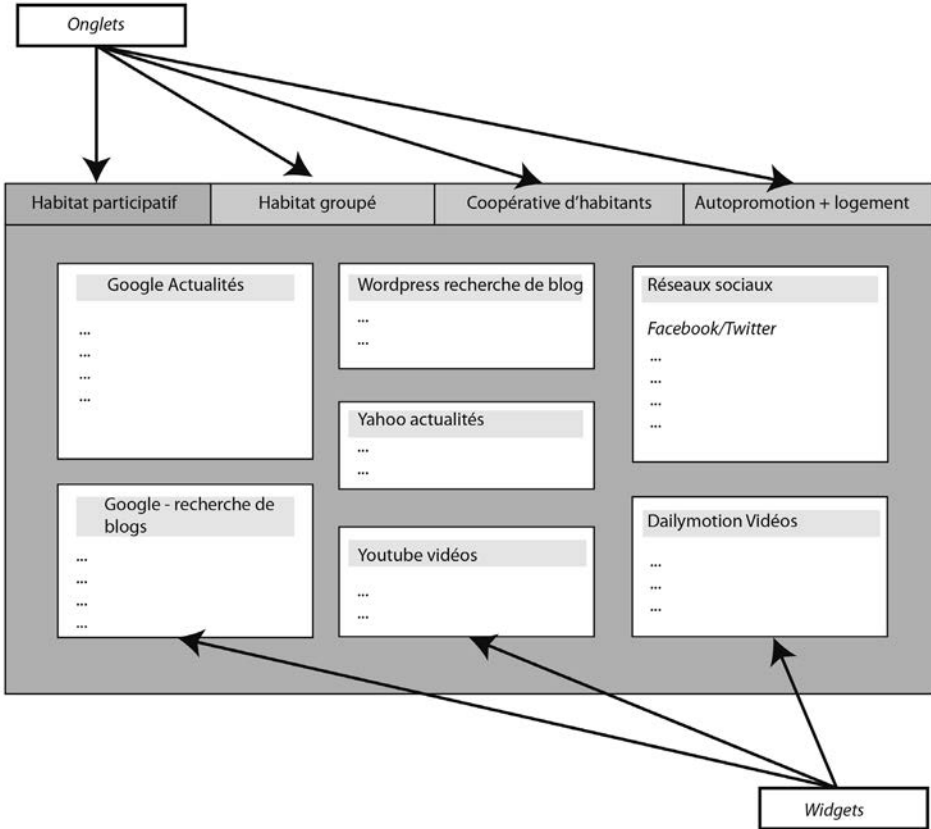 Onglets
Habitat participatif
Habitat groupé
Coopérative d'habitants
Autopromotion + logement
Google Actualités
...
...
...
...
Google - recherche de
blogs
...
...
...
...
Wordpress recherche de blog
...
...
Yahoo actualités
...
...
Youtube vidéos
...
...
Réseaux sociaux
Facebook/Twitter
...
...
...
...
Dailymotion Vidéos
...
...
...
Widgets